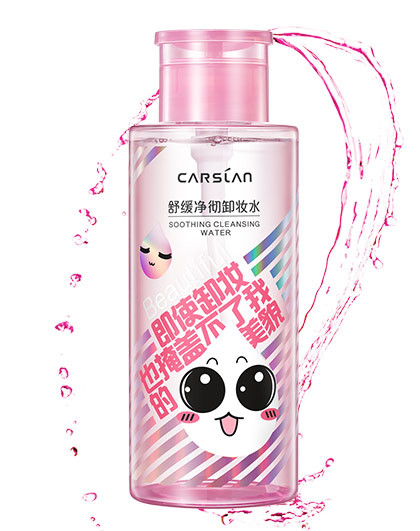 CARSLAN
舒缓净彻卸妆水
SOOTHING CLEANSING
WATER
Beautiful
即使卸妆
也掩盖不了我
的美貌